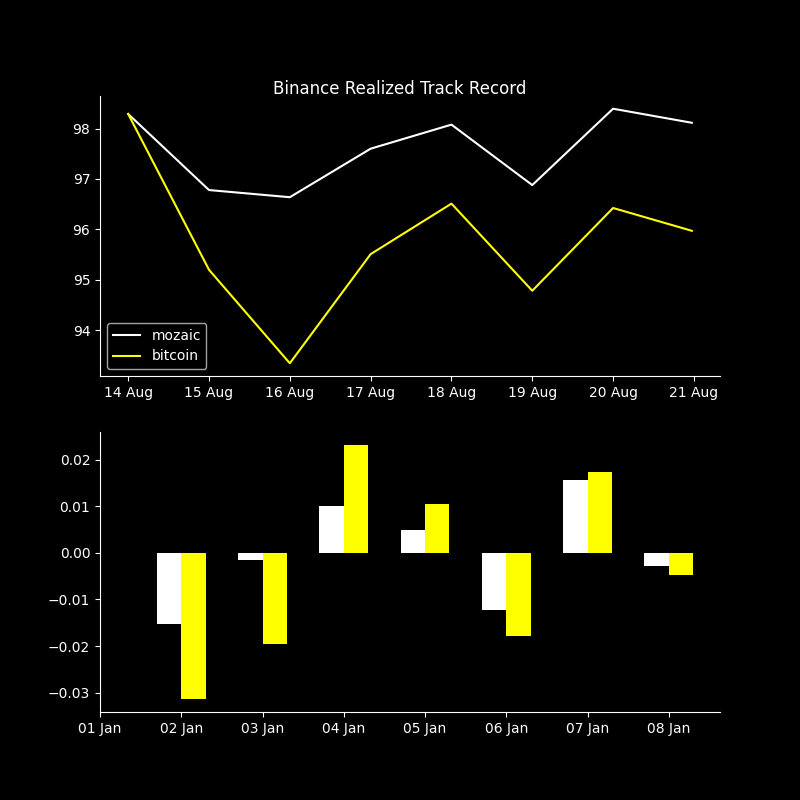 Binance Realized Track Record
98
97
96
95
94
mozaic
bitcoin
14 Aug 15 Aug 16 Aug 17 Aug 18 Aug 19 Aug 20 Aug 21 Aug
0.02
0.01
0.00
−0.01
−0.02
−0.03
01 Jan 02 Jan 03 Jan 04 Jan 05 Jan 06 Jan 07 Jan 08 Jan